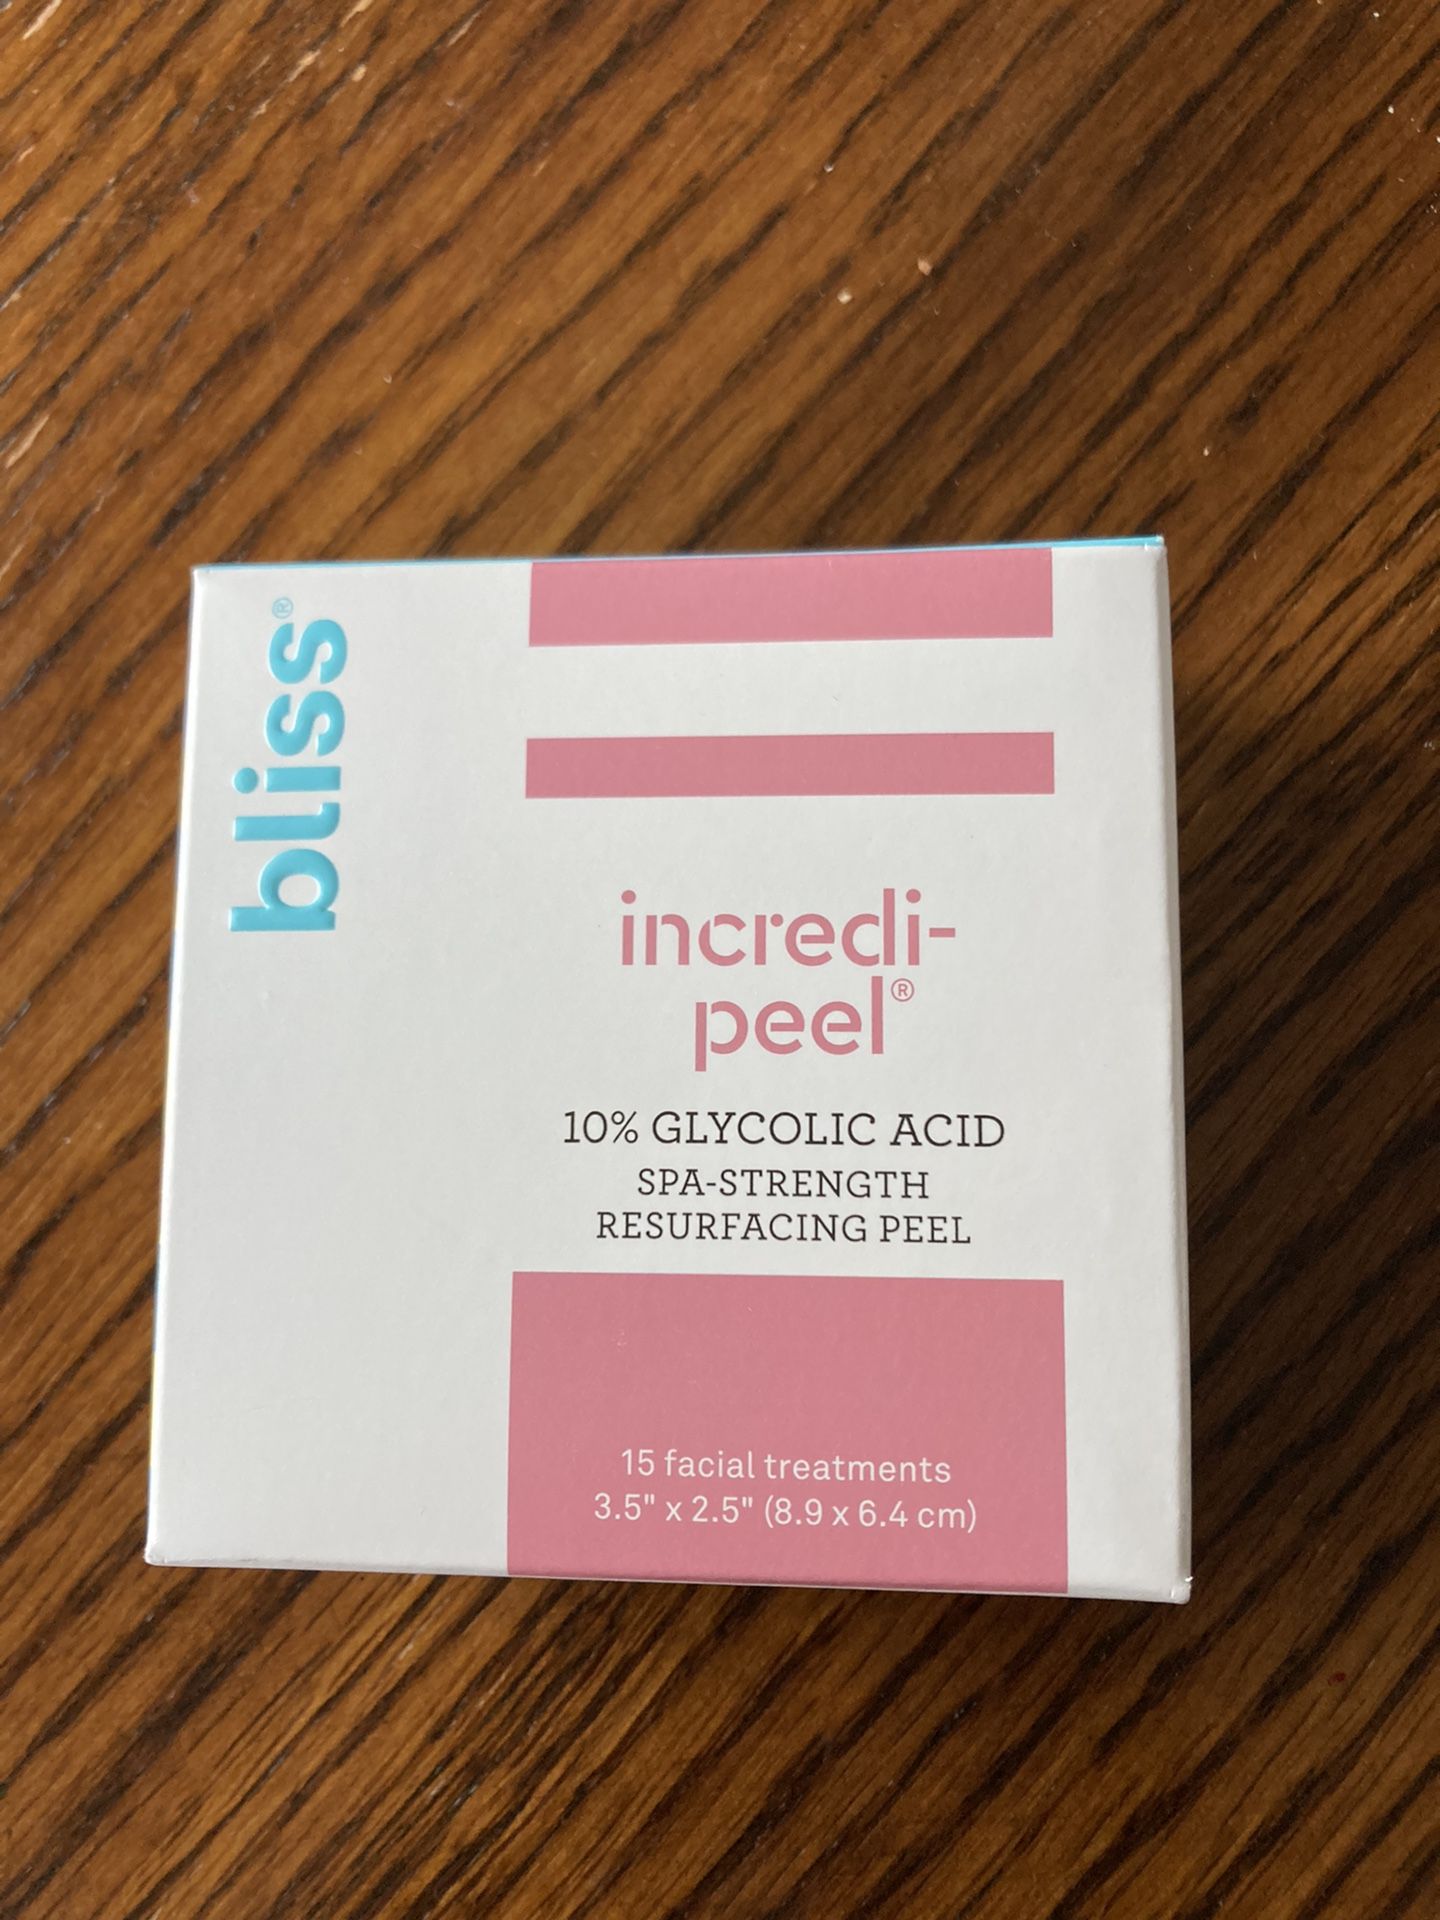 bliss®
incredi-
peel®
10% GLYCOLIC ACID
SPA-STRENGTH
RESURFACING PEEL
15 facial treatments
3.5" x 2.5" (8.9 x 6.4 cm)